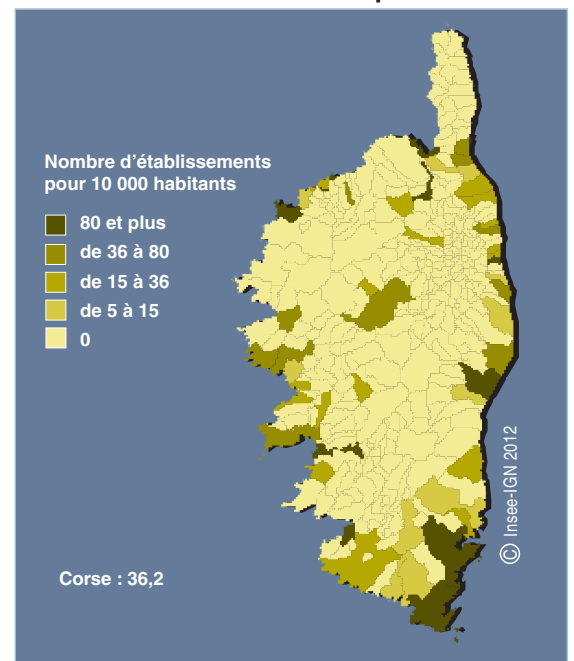 Nombre d'établissements
pour 10 000 habitants
80 et plus
de 36 à 80
de 15 à 36
de 5 à 15
0
Corse : 36,2
© Insee-IGN 2012